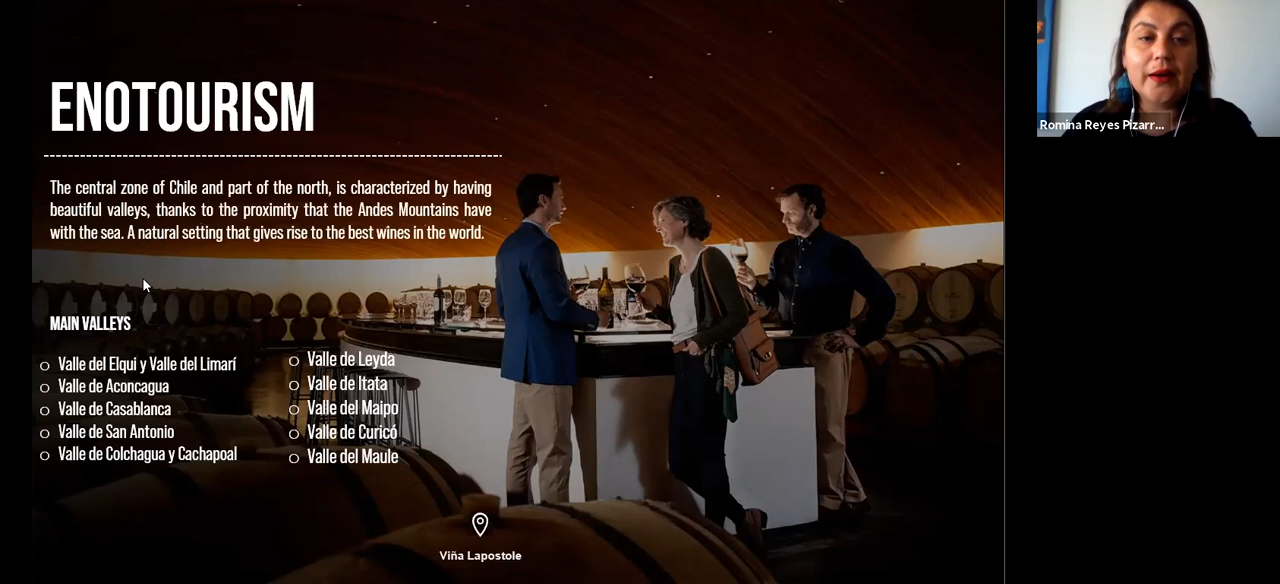 ENOTOURISM
The central zone of Chile and part of the north, is characterized by having
beautiful valleys, thanks to the proximity that the Andes Mountains have
with the sea. A natural setting that gives rise to the best wines in the world.
MAIN VALLEYS
Valle del Elqui y Valle del Limarí
Valle de Aconcagua
Valle de Casablanca
Valle de San Antonio
Valle de Colchagua y Cachapoal
Valle de Leyda
Valle de Itata
Valle del Maipo
Valle de Curicó
Valle del Maule
Viña Lapostole
Romina Reyes Pizarr...